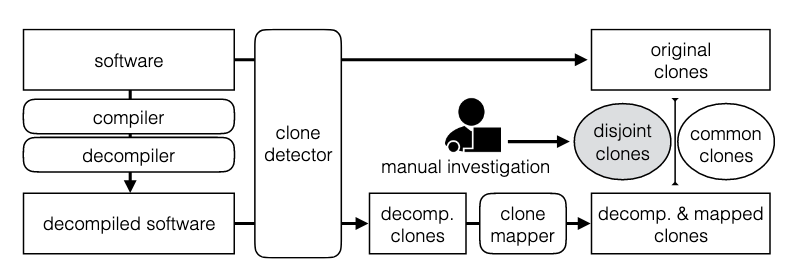 software
original
clones
compiler
decompiler
clone
detector
manual investigation
disjoint
clones
common
clones
decompiled software
decomp.
clones
clone
mapper
decomp. & mapped
clones